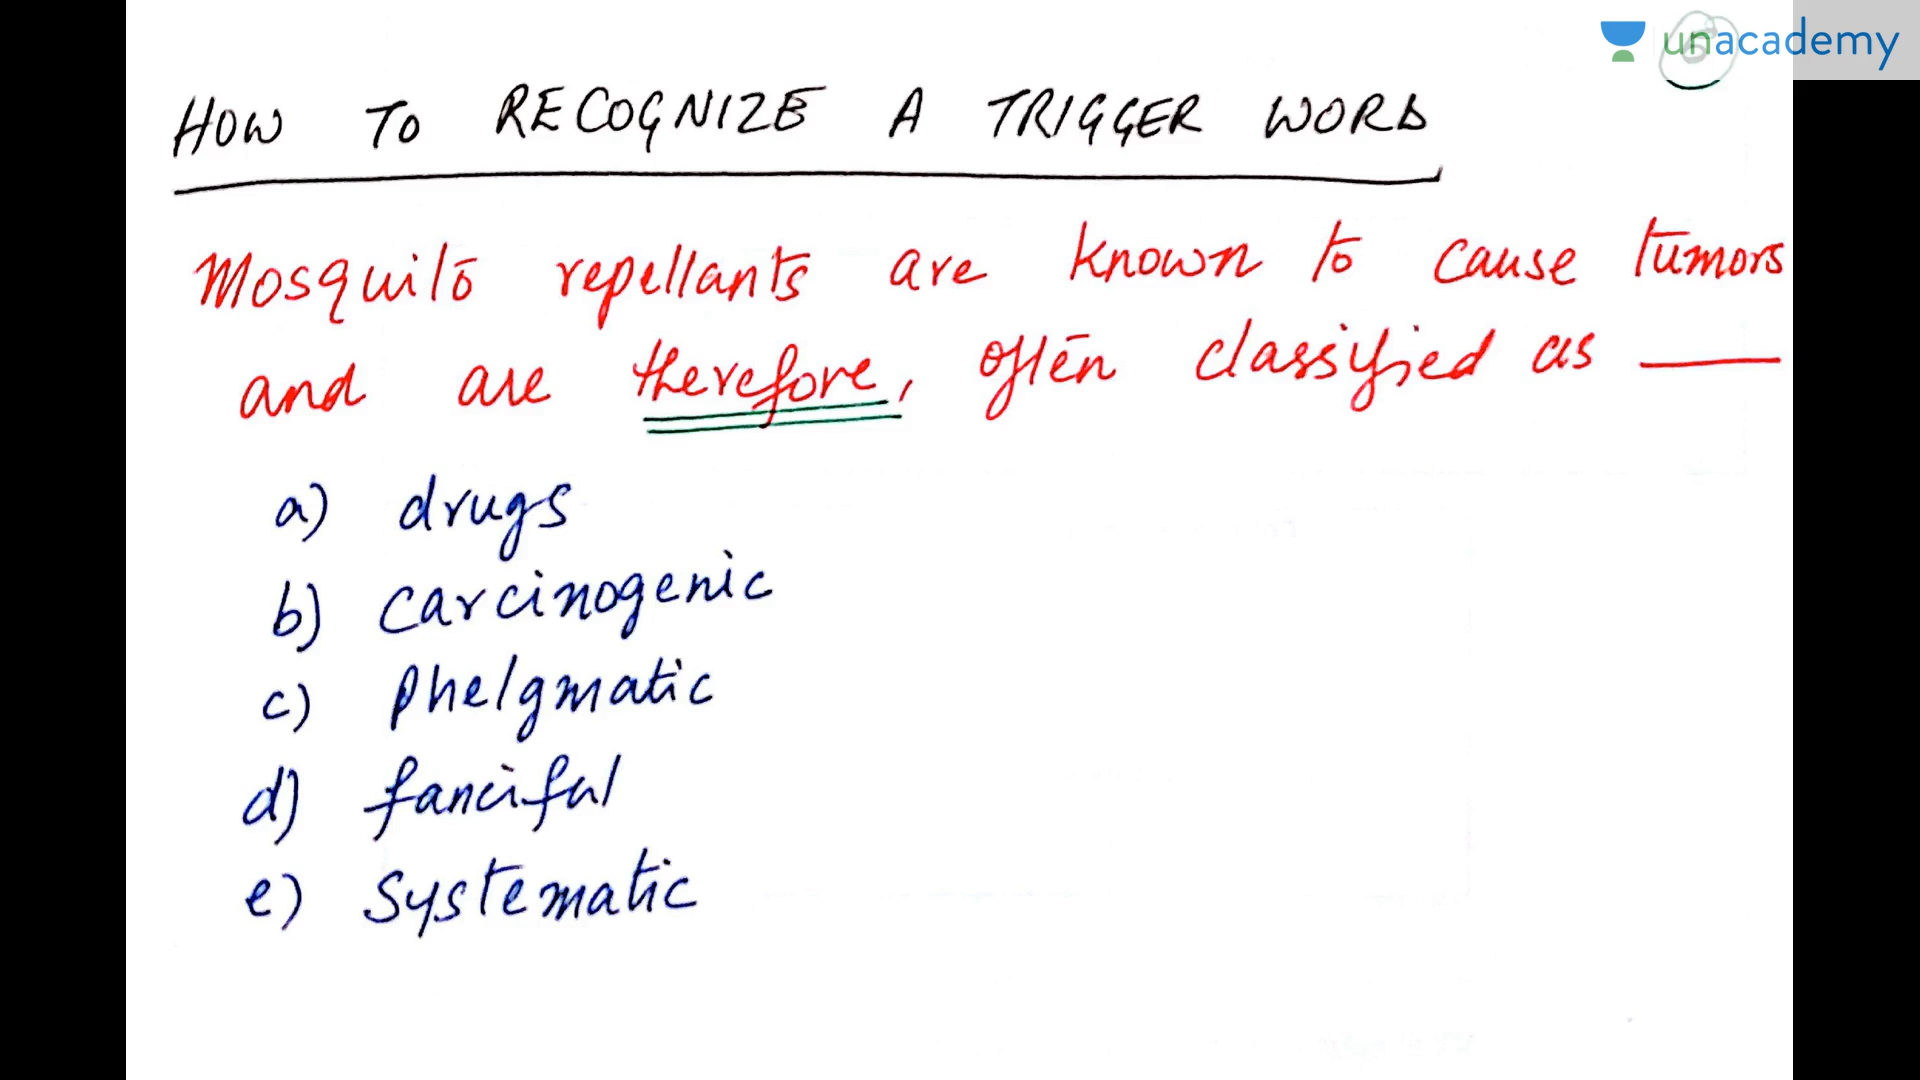 unacademy
HOW TO RECOGNIZE A TRIGGER WORD
Mosquito repellants are known to cause tumors
and are therefore, often classified as ____
a) drugs
b) carcinogenic
c) Phelgmatic
d) fanciful
e) systematic